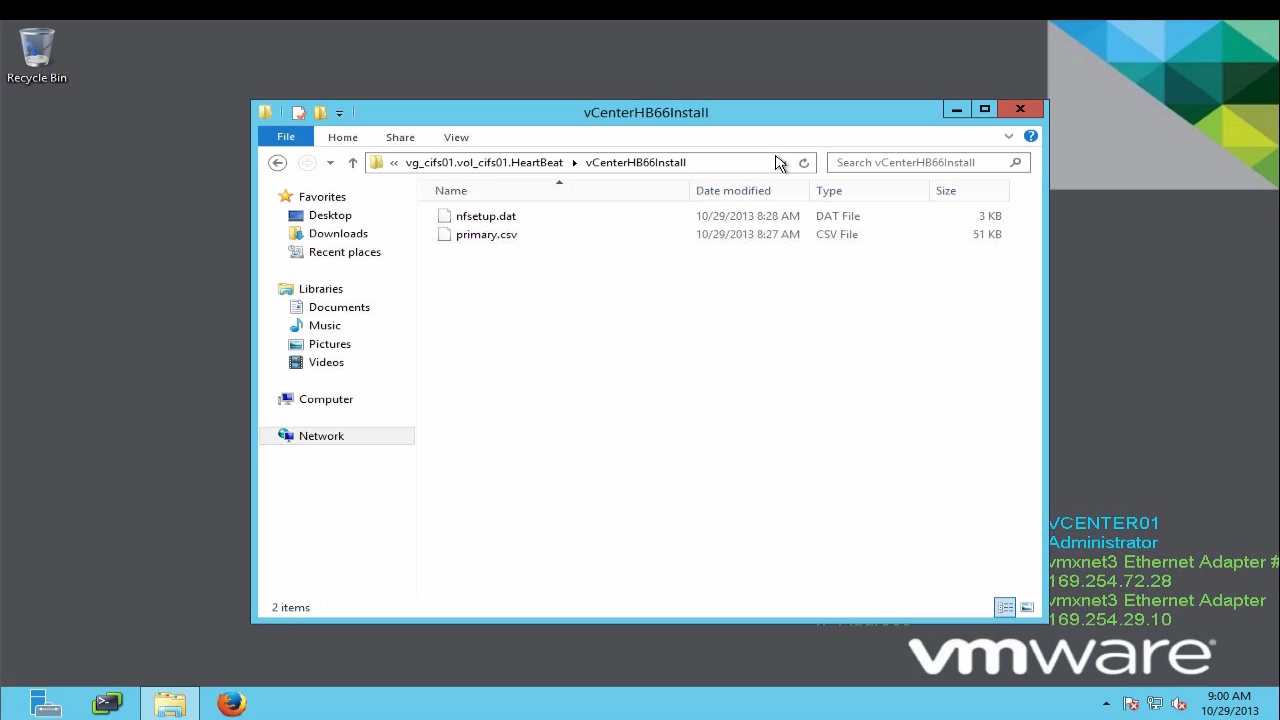 Recycle Bin
vCenterHB66Install
File Home Share View
« vg_cifs01.vol_cifs01.HeartBeat vCenterHB66Install
Search vCenterHB66Install
Name Date modified Type Size
nfsetup.dat 10/29/2013 8:28 AM DAT File 3 KB
primary.csv 10/29/2013 8:27 AM CSV File 51 KB
Favorites
Desktop
Downloads
Recent places
Libraries
Documents
Music
Pictures
Videos
Computer
Network
2 items
VCENTER01
Administrator
vmxnet3 Ethernet Adapter #
169.254.72.28
vmxnet3 Ethernet Adapter
169.254.29.10
vmware®
9:00 AM
10/29/2013